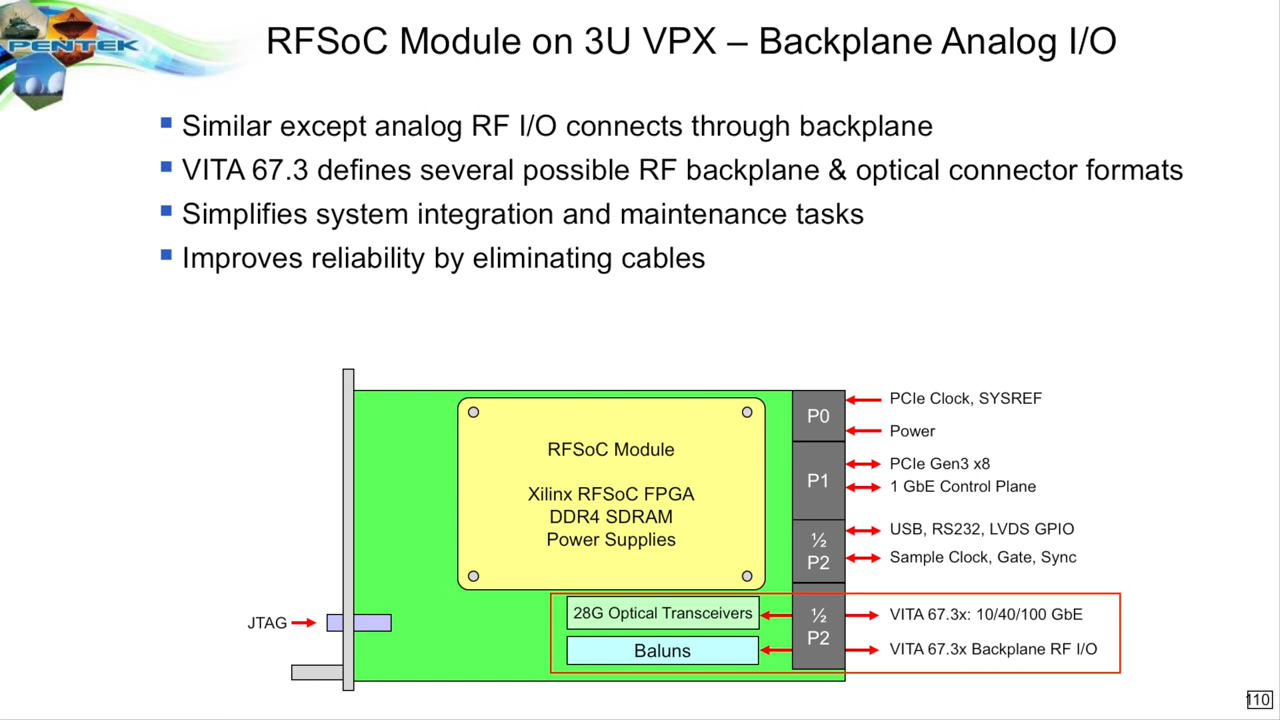 PENTEK
RFSoC Module on 3U VPX – Backplane Analog I/O
Similar except analog RF I/O connects through backplane
VITA 67.3 defines several possible RF backplane & optical connector formats
Simplifies system integration and maintenance tasks
Improves reliability by eliminating cables
RFSoC Module
Xilinx RFSoC FPGA
DDR4 SDRAM
Power Supplies
28G Optical Transceivers
Baluns
JTAG
P0
P1
½
P2
½
P2
PCIe Clock, SYSREF
Power
PCIe Gen3 x8
1 GbE Control Plane
USB, RS232, LVDS GPIO
Sample Clock, Gate, Sync
VITA 67.3x: 10/40/100 GbE
VITA 67.3x Backplane RF I/O
110